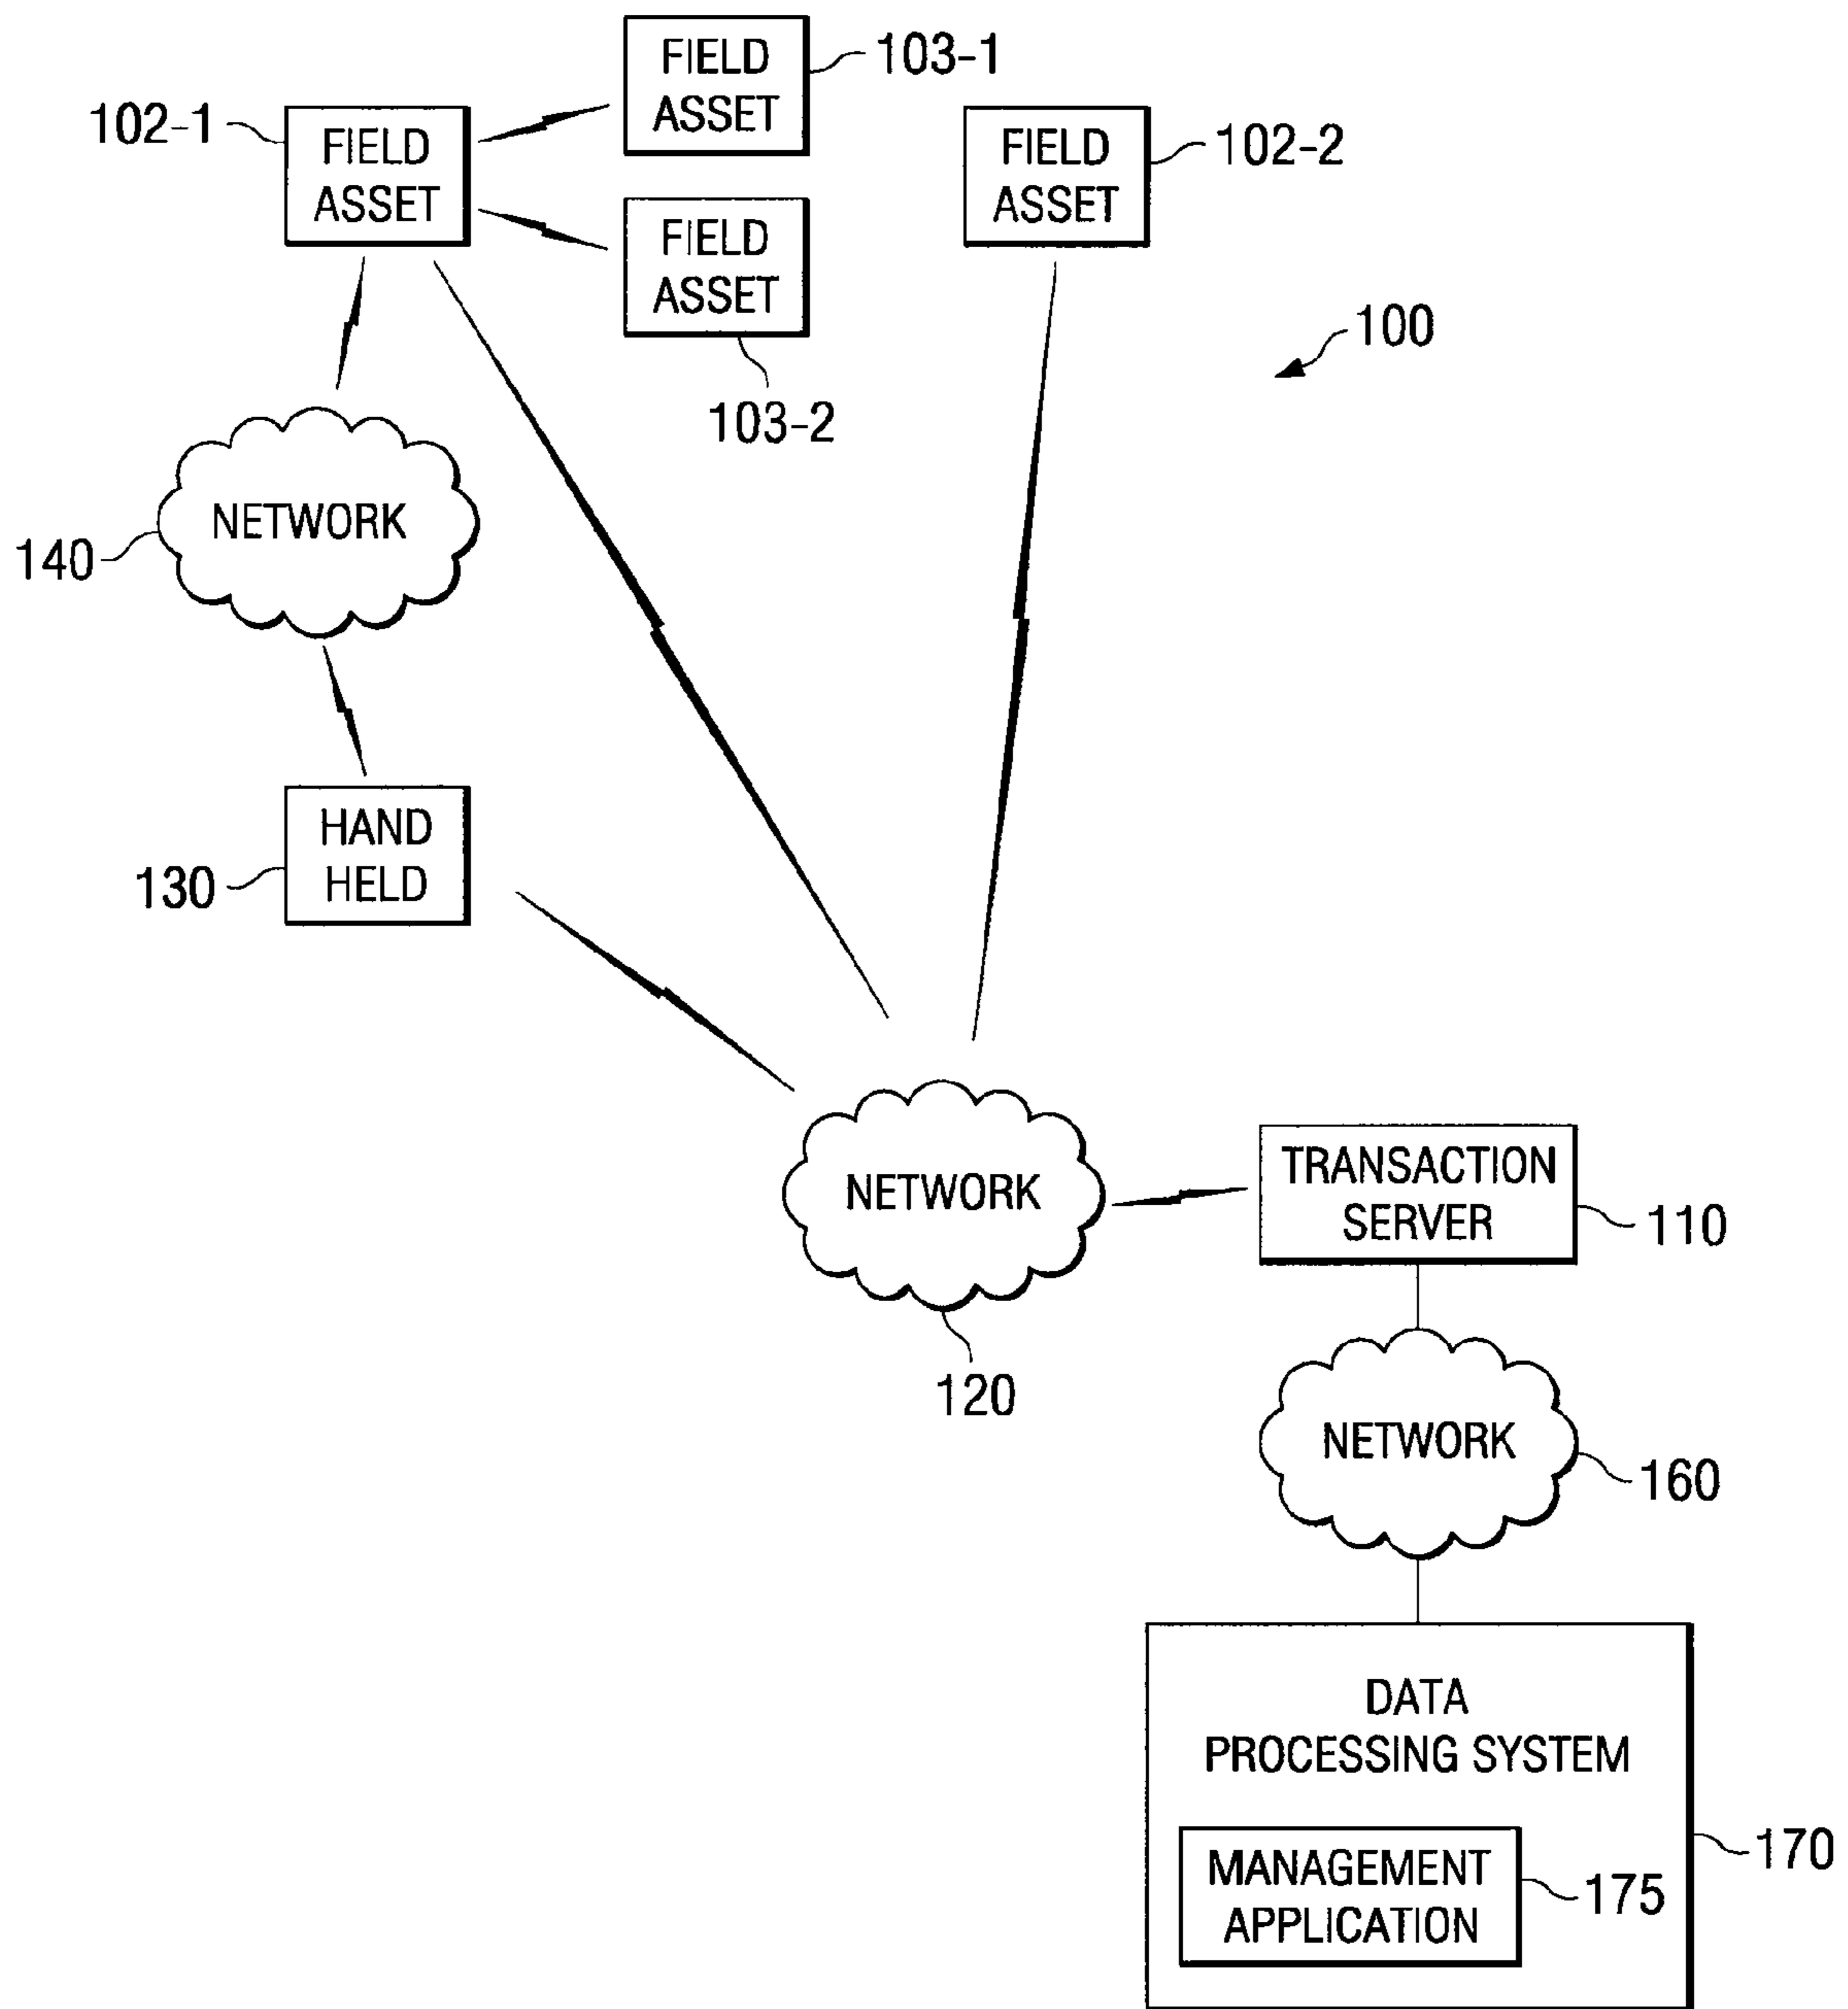 FIELD
ASSET
103-1
102-1
FIELD
ASSET
FIELD
ASSET
102-2
FIELD
ASSET
103-2
100
NETWORK
140
HAND
HELD
130
NETWORK
120
TRANSACTION
SERVER
110
NETWORK
160
DATA
PROCESSING SYSTEM
170
MANAGEMENT
APPLICATION
175